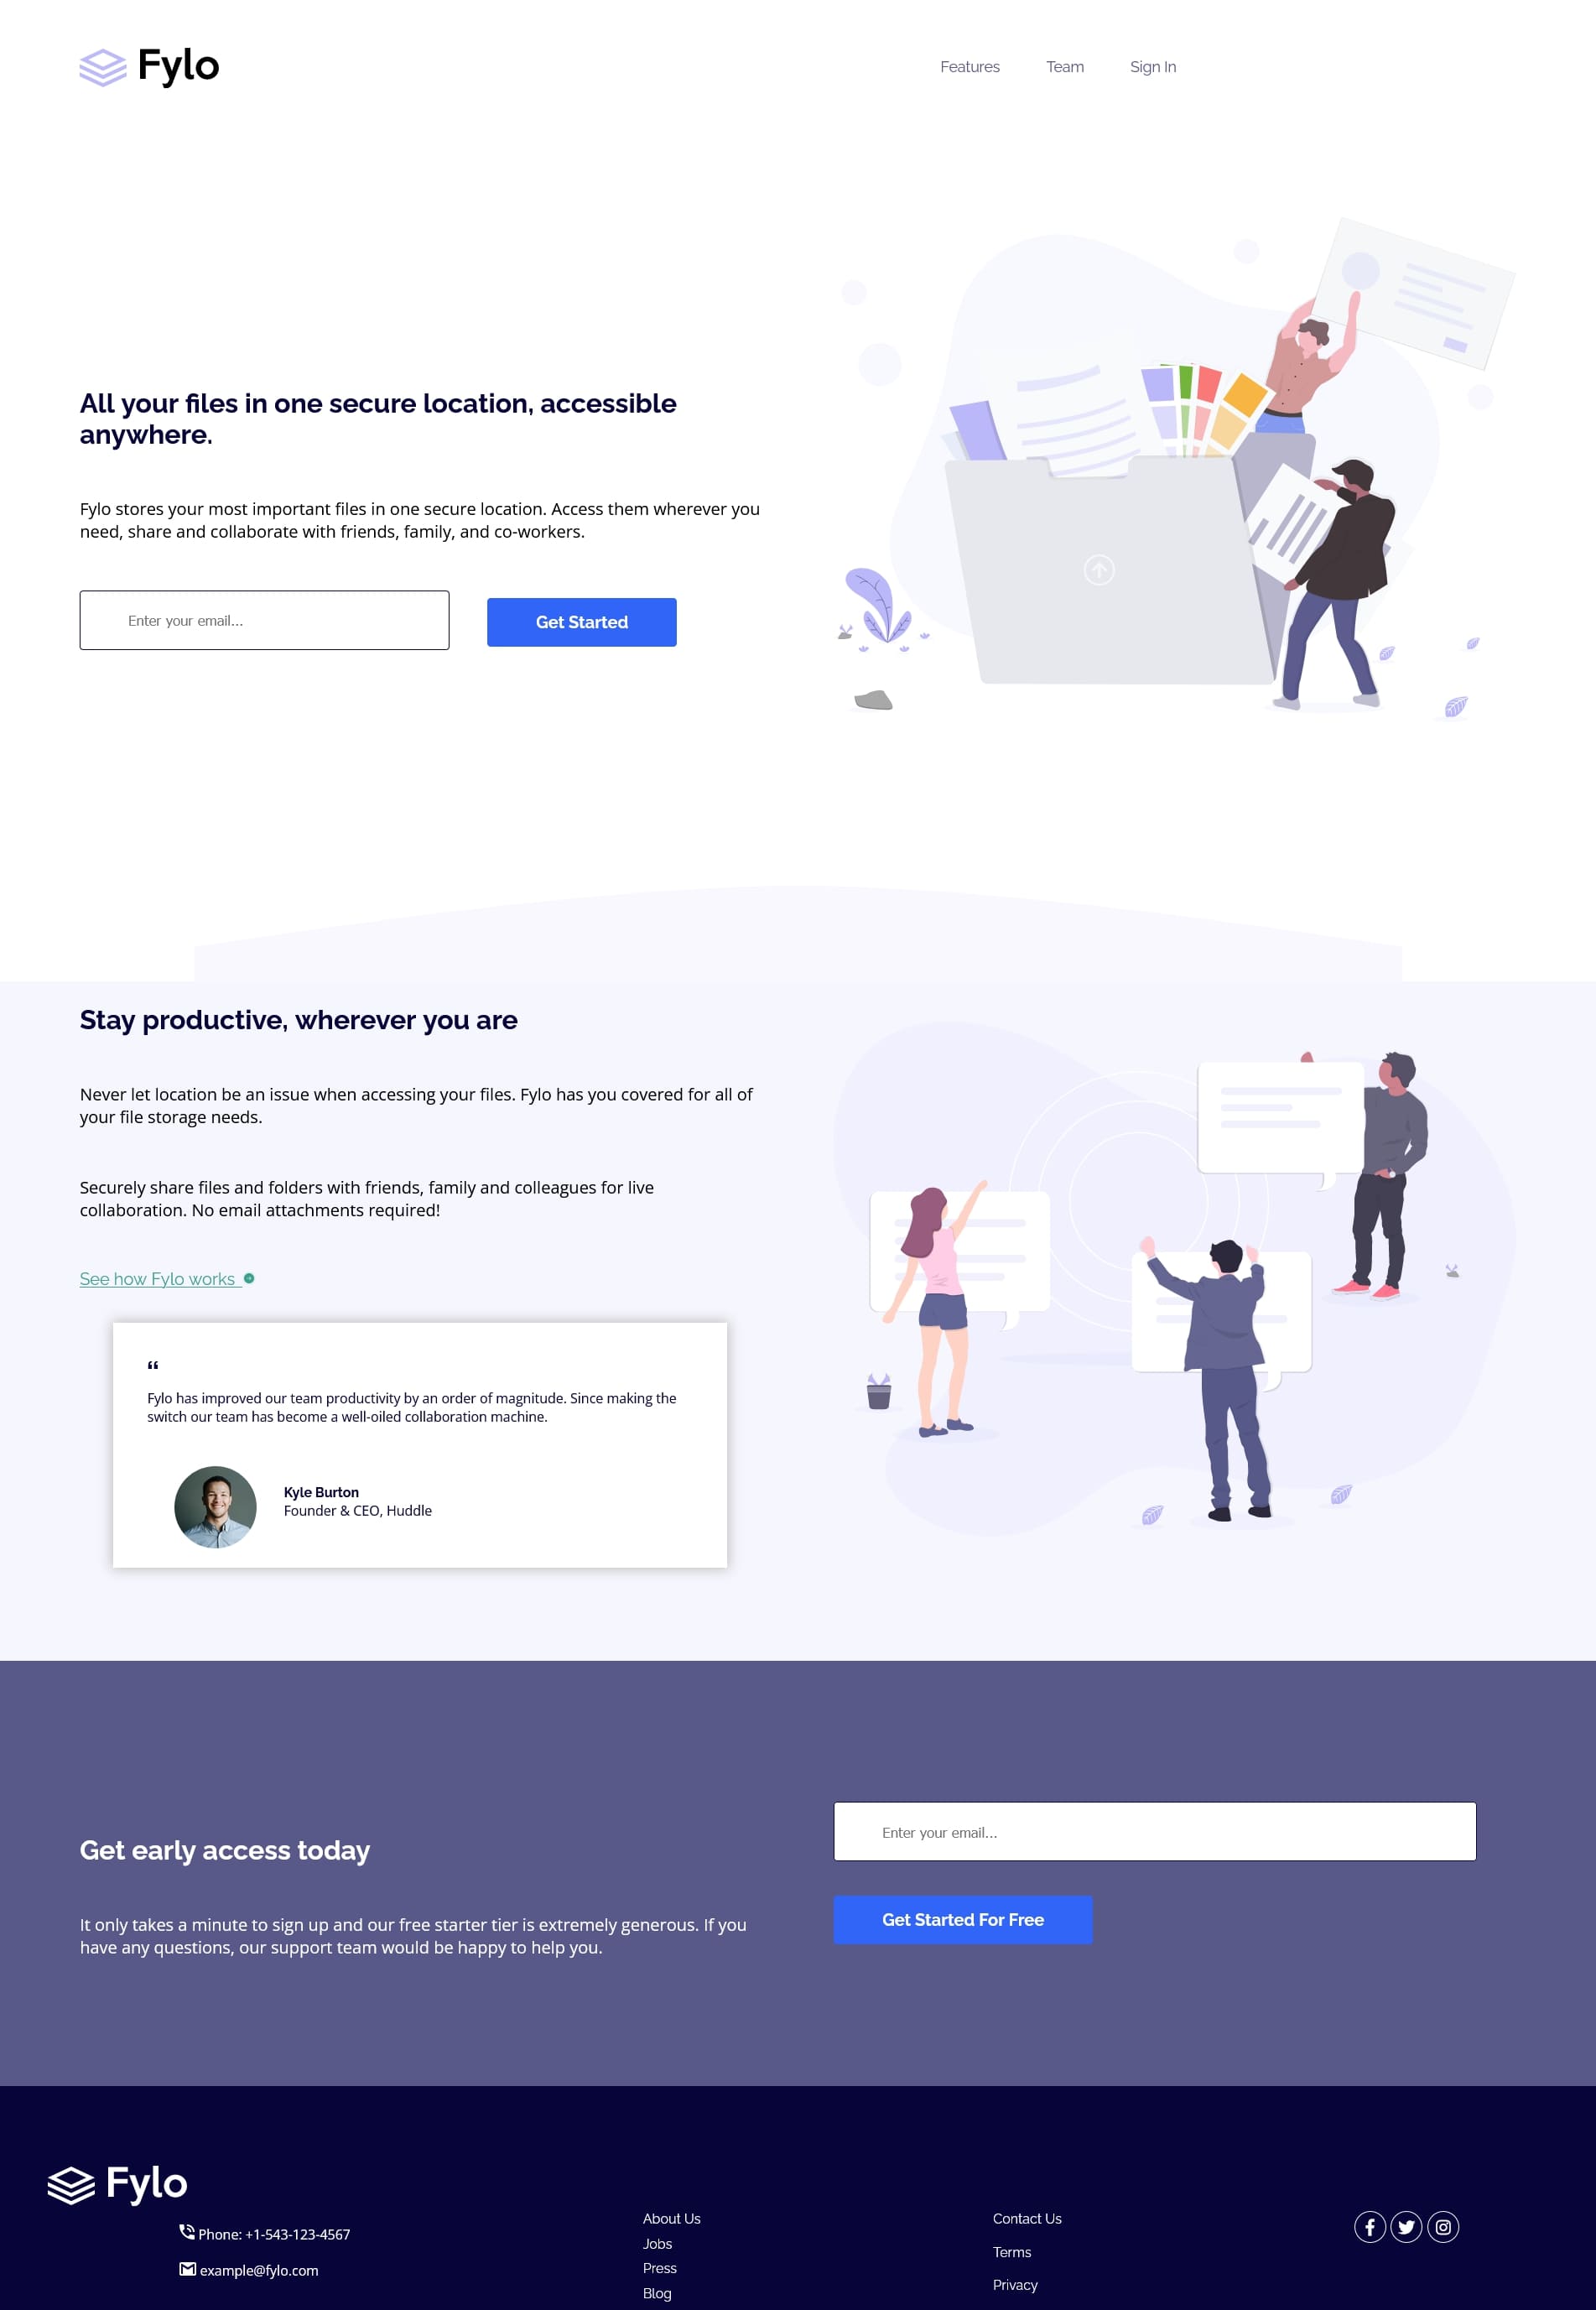 Fylo
Features
Team
Sign In
All your files in one secure location, accessible
anywhere.
Fylo stores your most important files in one secure location. Access them wherever you
need, share and collaborate with friends, family, and co-workers.
Enter your email...
Get Started
Stay productive, wherever you are
Never let location be an issue when accessing your files. Fylo has you covered for all of
your file storage needs.
Securely share files and folders with friends, family and colleagues for live
collaboration. No email attachments required!
See how Fylo works
“
Fylo has improved our team productivity by an order of magnitude. Since making the
switch our team has become a well-oiled collaboration machine.
Kyle Burton
Founder & CEO, Huddle
Get early access today
It only takes a minute to sign up and our free starter tier is extremely generous. If you
have any questions, our support team would be happy to help you.
Enter your email...
Get Started For Free
Fylo
Phone: +1-543-123-4567
example@fylo.com
About Us
Jobs
Press
Blog
Contact Us
Terms
Privacy